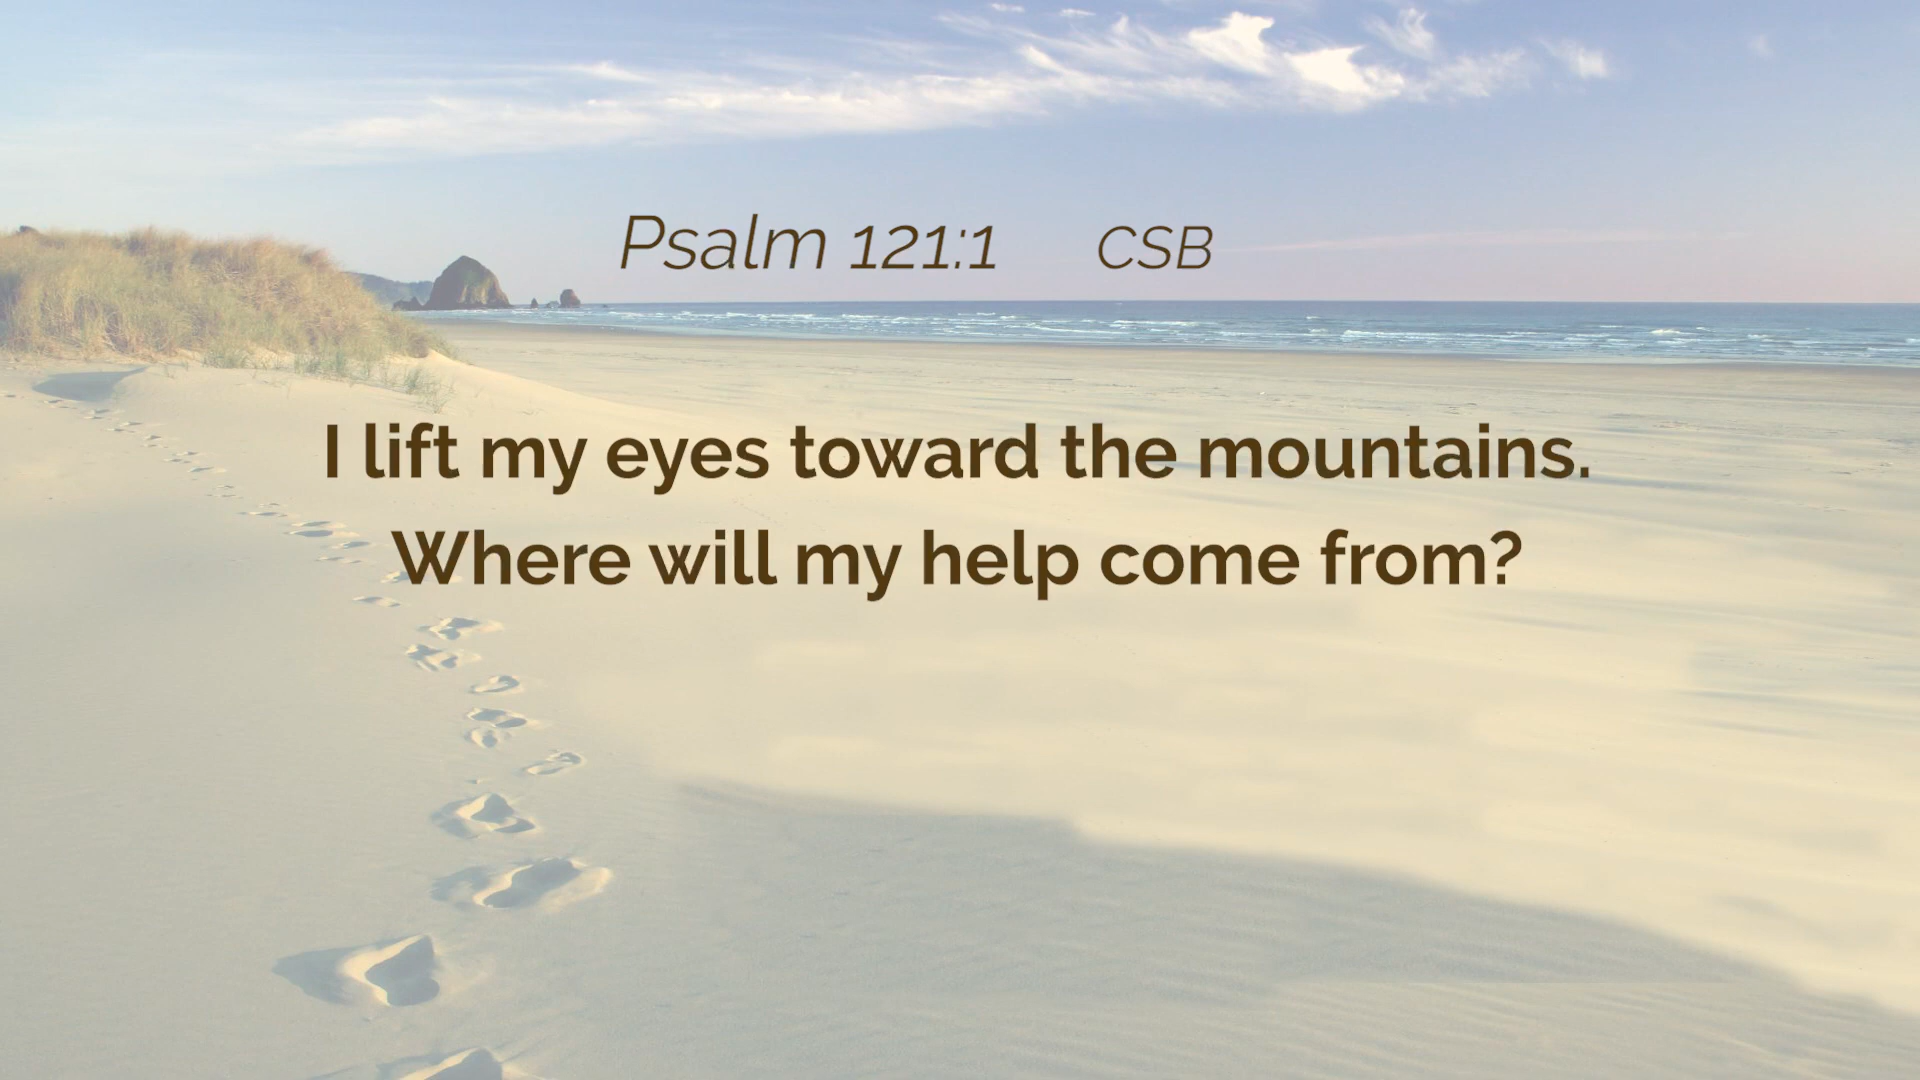 Psalm 121:1 CSB
I lift my eyes toward the mountains.
Where will my help come from?